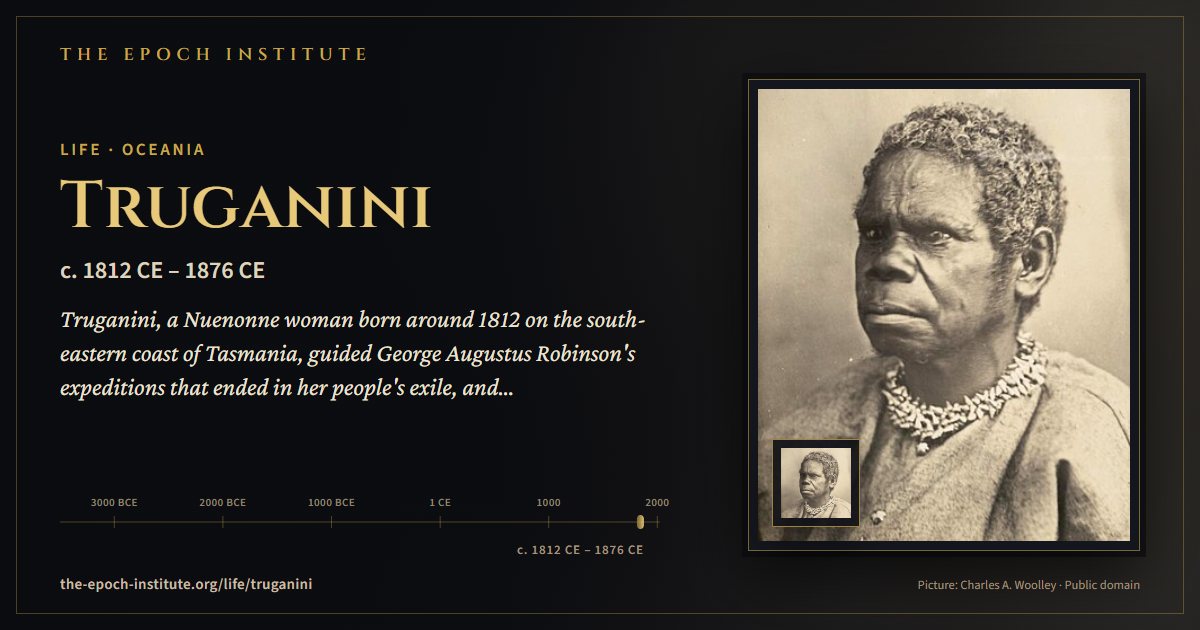 THE EPOCH INSTITUTE
LIFE · OCEANIA
TRUGANINI
c. 1812 CE – 1876 CE
Truganini, a Nuenonne woman born around 1812 on the south-
eastern coast of Tasmania, guided George Augustus Robinson's
expeditions that ended in her people's exile, and...
3000 BCE 2000 BCE 1000 BCE 1 CE 1000 2000
c. 1812 CE – 1876 CE
the-epoch-institute.org/life/truganini
Picture: Charles A. Woolley · Public domain